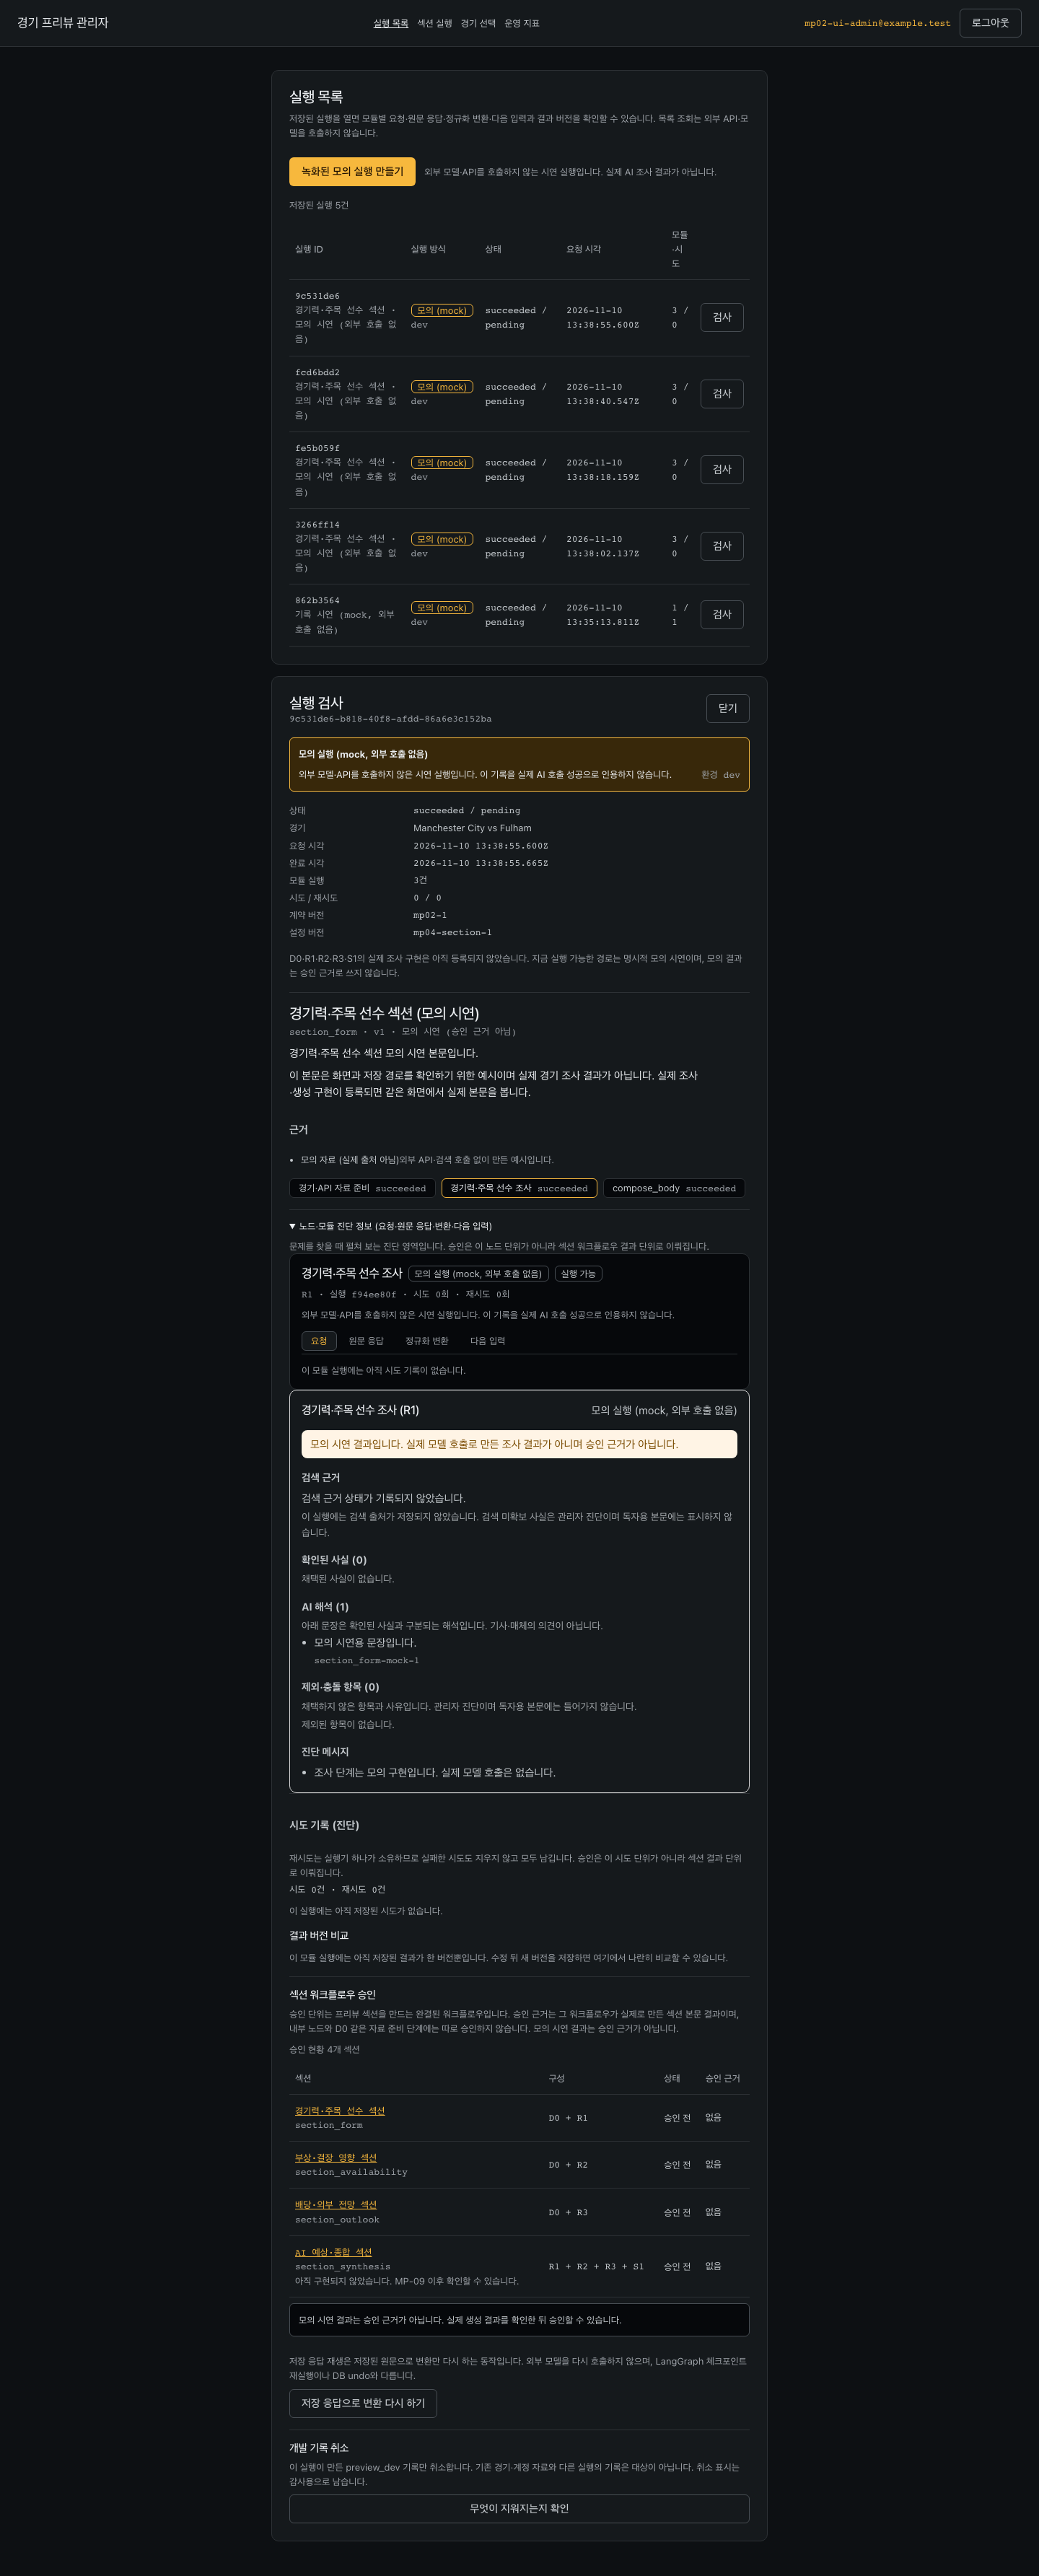 경기 프리뷰 관리자
실행 목록 섹션 실행 경기 선택 운영 지표
mp02-ui-admin@example.test 로그아웃
실행 목록
저장된 실행을 열면 모듈별 요청·원문 응답·정규화 변환·다음 입력과 결과 버전을 확인할 수 있습니다. 목록 조회는 외부 API·모
델을 호출하지 않습니다.
녹화된 모의 실행 만들기 외부 모델·API를 호출하지 않는 시연 실행입니다. 실제 AI 조사 결과가 아닙니다.
저장된 실행 5건
실행 ID 실행 방식 상태 요청 시각 모듈
·시
도
9c531de6
경기력·주목 선수 섹션 ·
모의 시연 (외부 호출 없
음)
모의 (mock)
dev
succeeded /
pending
2026-11-10
13:38:55.600Z
3 /
0
검사
fcd6bdd2
경기력·주목 선수 섹션 ·
모의 시연 (외부 호출 없
음)
모의 (mock)
dev
succeeded /
pending
2026-11-10
13:38:40.547Z
3 /
0
검사
fe5b059f
경기력·주목 선수 섹션 ·
모의 시연 (외부 호출 없
음)
모의 (mock)
dev
succeeded /
pending
2026-11-10
13:38:18.159Z
3 /
0
검사
3266ff14
경기력·주목 선수 섹션 ·
모의 시연 (외부 호출 없
음)
모의 (mock)
dev
succeeded /
pending
2026-11-10
13:38:02.137Z
3 /
0
검사
862b3564
기록 시연 (mock, 외부
호출 없음)
모의 (mock)
dev
succeeded /
pending
2026-11-10
13:35:13.811Z
1 /
1
검사
실행 검사
9c531de6-b818-40f8-afdd-86a6e3c152ba
닫기
모의 실행 (mock, 외부 호출 없음)
외부 모델·API를 호출하지 않은 시연 실행입니다. 이 기록을 실제 AI 호출 성공으로 인용하지 않습니다. 환경 dev
상태 succeeded / pending
경기 Manchester City vs Fulham
요청 시각 2026-11-10 13:38:55.600Z
완료 시각 2026-11-10 13:38:55.665Z
모듈 실행 3건
시도 / 재시도 0 / 0
계약 버전 mp02-1
설정 버전 mp04-section-1
D0·R1·R2·R3·S1의 실제 조사 구현은 아직 등록되지 않았습니다. 지금 실행 가능한 경로는 명시적 모의 시연이며, 모의 결과
는 승인 근거로 쓰지 않습니다.
경기력·주목 선수 섹션 (모의 시연)
section_form · v1 · 모의 시연 (승인 근거 아님)
경기력·주목 선수 섹션 모의 시연 본문입니다.
이 본문은 화면과 저장 경로를 확인하기 위한 예시이며 실제 경기 조사 결과가 아닙니다. 실제 조사
·생성 구현이 등록되면 같은 화면에서 실제 본문을 봅니다.
근거
• 모의 자료 (실제 출처 아님)외부 API·검색 호출 없이 만든 예시입니다.
경기·API 자료 준비 succeeded 경기력·주목 선수 조사 succeeded compose_body succeeded
▼ 노드·모듈 진단 정보 (요청·원문 응답·변환·다음 입력)
문제를 찾을 때 펼쳐 보는 진단 영역입니다. 승인은 이 노드 단위가 아니라 섹션 워크플로우 결과 단위로 이뤄집니다.
경기력·주목 선수 조사 모의 실행 (mock, 외부 호출 없음) 실행 가능
R1 · 실행 f94ee80f · 시도 0회 · 재시도 0회
외부 모델·API를 호출하지 않은 시연 실행입니다. 이 기록을 실제 AI 호출 성공으로 인용하지 않습니다.
요청 원문 응답 정규화 변환 다음 입력
이 모듈 실행에는 아직 시도 기록이 없습니다.
경기력·주목 선수 조사 (R1) 모의 실행 (mock, 외부 호출 없음)
모의 시연 결과입니다. 실제 모델 호출로 만든 조사 결과가 아니며 승인 근거가 아닙니다.
검색 근거
검색 근거 상태가 기록되지 않았습니다.
이 실행에는 검색 출처가 저장되지 않았습니다. 검색 미확보 사실은 관리자 진단이며 독자용 본문에는 표시하지 않
습니다.
확인된 사실 (0)
채택된 사실이 없습니다.
AI 해석 (1)
아래 문장은 확인된 사실과 구분되는 해석입니다. 기사·매체의 의견이 아닙니다.
• 모의 시연용 문장입니다.
section_form-mock-1
제외·충돌 항목 (0)
채택하지 않은 항목과 사유입니다. 관리자 진단이며 독자용 본문에는 들어가지 않습니다.
제외된 항목이 없습니다.
진단 메시지
• 조사 단계는 모의 구현입니다. 실제 모델 호출은 없습니다.
시도 기록 (진단)
재시도는 실행기 하나가 소유하므로 실패한 시도도 지우지 않고 모두 남깁니다. 승인은 이 시도 단위가 아니라 섹션 결과 단위
로 이뤄집니다.
시도 0건 · 재시도 0건
이 실행에는 아직 저장된 시도가 없습니다.
결과 버전 비교
이 모듈 실행에는 아직 저장된 결과가 한 버전뿐입니다. 수정 뒤 새 버전을 저장하면 여기에서 나란히 비교할 수 있습니다.
섹션 워크플로우 승인
승인 단위는 프리뷰 섹션을 만드는 완결된 워크플로우입니다. 승인 근거는 그 워크플로우가 실제로 만든 섹션 본문 결과이며,
내부 노드와 D0 같은 자료 준비 단계에는 따로 승인하지 않습니다. 모의 시연 결과는 승인 근거가 아닙니다.
승인 현황 4개 섹션
섹션 구성 상태 승인 근거
경기력·주목 선수 섹션
section_form
D0 + R1 승인 전 없음
부상·결장 영향 섹션
section_availability
D0 + R2 승인 전 없음
배당·외부 전망 섹션
section_outlook
D0 + R3 승인 전 없음
AI 예상·종합 섹션
section_synthesis
아직 구현되지 않았습니다. MP-09 이후 확인할 수 있습니다.
R1 + R2 + R3 + S1 승인 전 없음
모의 시연 결과는 승인 근거가 아닙니다. 실제 생성 결과를 확인한 뒤 승인할 수 있습니다.
저장 응답 재생은 저장된 원문으로 변환만 다시 하는 동작입니다. 외부 모델을 다시 호출하지 않으며, LangGraph 체크포인트
재실행이나 DB undo와 다릅니다.
저장 응답으로 변환 다시 하기
개발 기록 취소
이 실행이 만든 preview_dev 기록만 취소합니다. 기존 경기·계정 자료와 다른 실행의 기록은 대상이 아닙니다. 취소 표시는
감사용으로 남습니다.
무엇이 지워지는지 확인